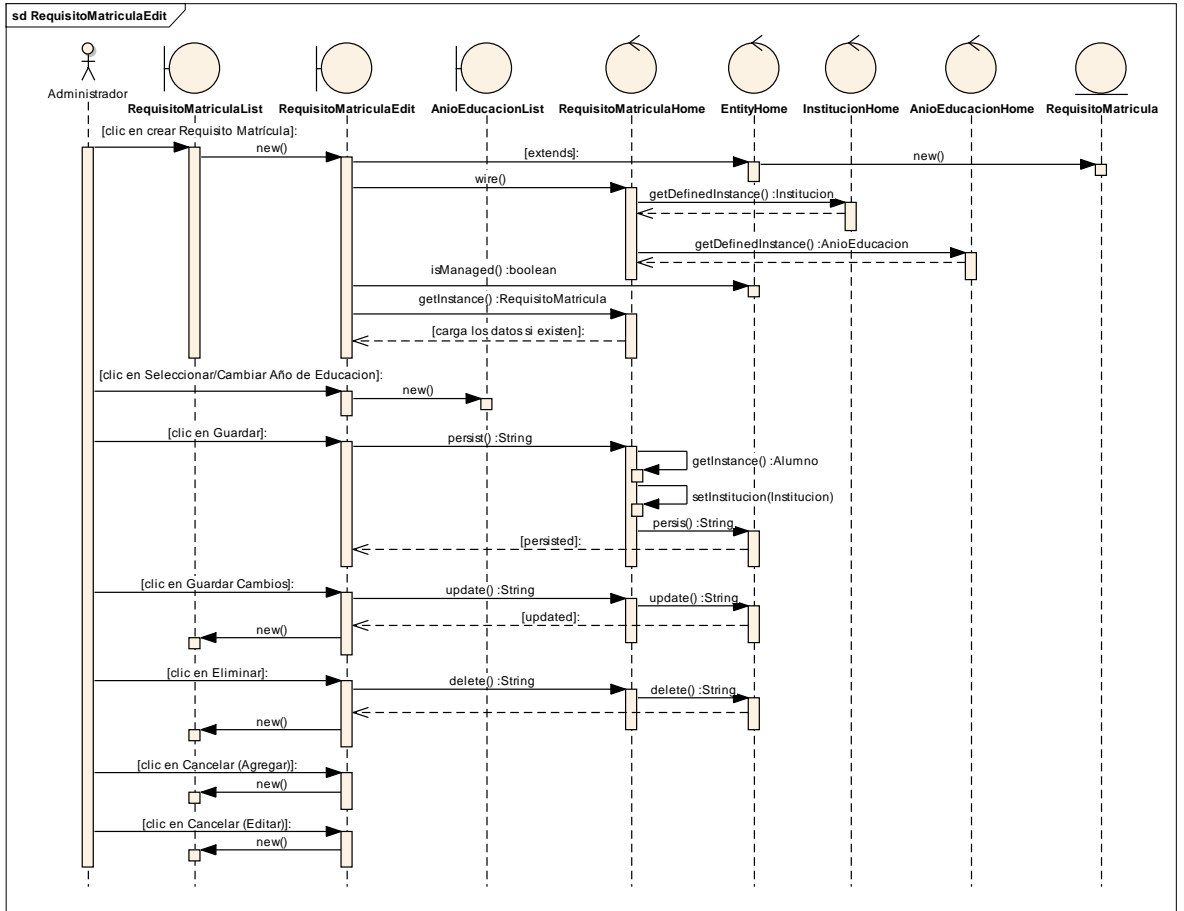 sd RequisitoMatriculaEdit
Administrador
RequisitoMatriculaList
RequisitoMatriculaEdit
AnioEducacionList
RequisitoMatriculaHome
EntityHome
InstitucionHome
AnioEducacionHome
RequisitoMatricula
[clic en crear Requisito Matrícula]:
new()
[extends]:
new()
wire()
getDefinedInstance() :Institucion
getDefinedInstance() :AnioEducacion
isManaged() :boolean
getInstance() :RequisitoMatricula
[carga los datos si existen]:
[clic en Seleccionar/Cambiar Año de Educacion]:
new()
[clic en Guardar]:
persist() :String
getInstance() :Alumno
setInstitucion(Institucion)
persis() :String
[persisted]:
[clic en Guardar Cambios]:
update() :String
update() :String
[updated]:
new()
[clic en Eliminar]:
delete() :String
delete() :String
new()
[clic en Cancelar (Agregar)]:
new()
[clic en Cancelar (Editar)]:
new()